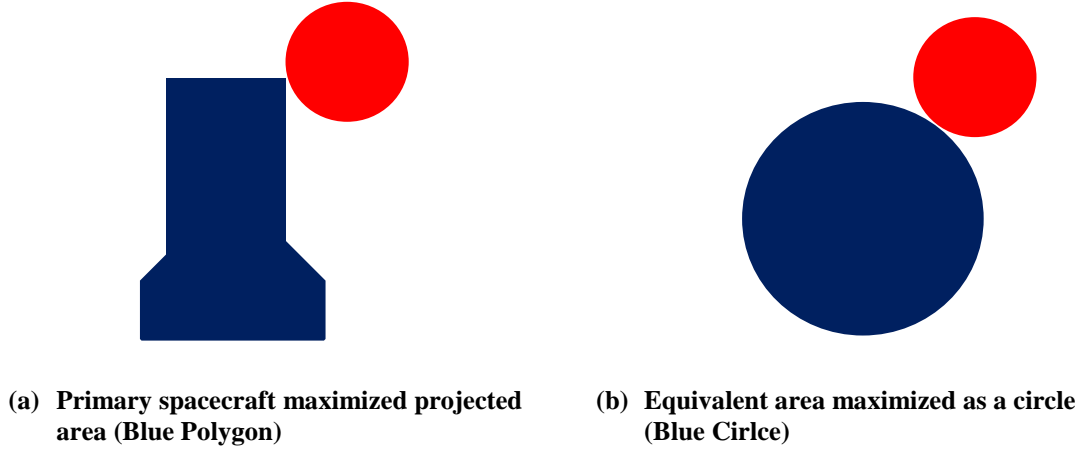 (a) Primary spacecraft maximized projected
area (Blue Polygon)
(b) Equivalent area maximized as a circle
(Blue Cirlce)